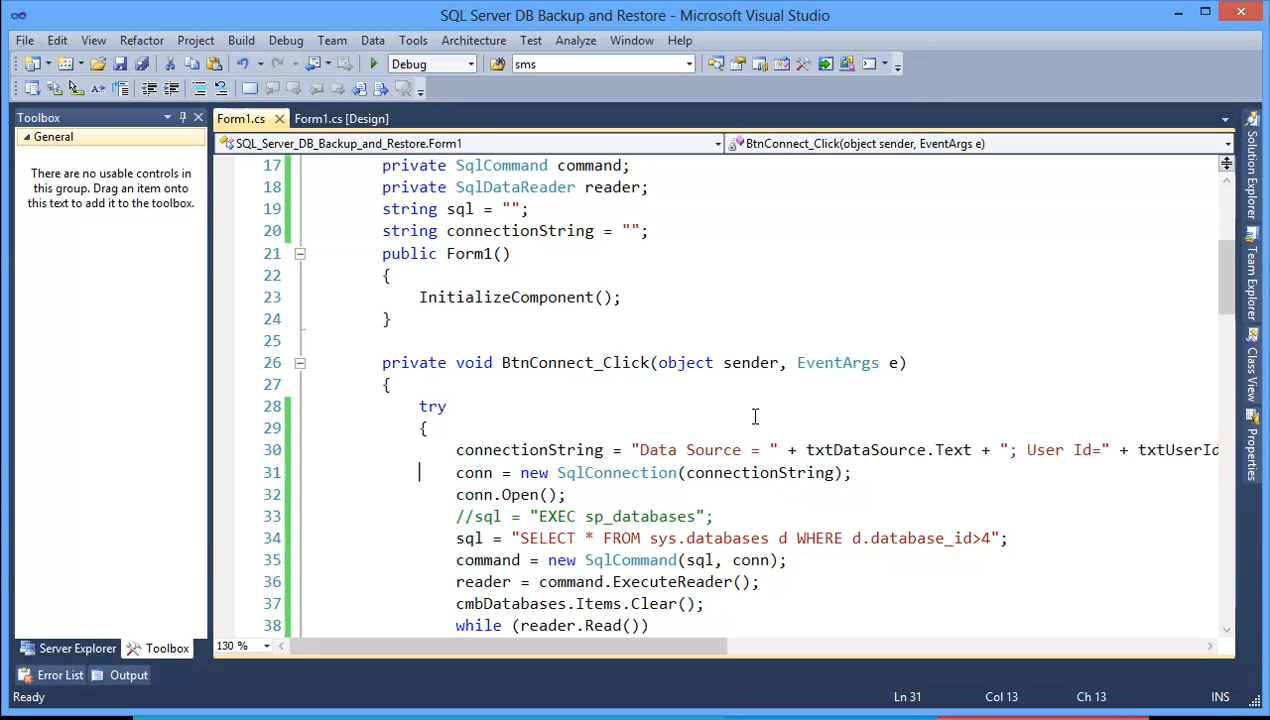 SQL Server DB Backup and Restore - Microsoft Visual Studio
File Edit View Refactor Project Build Debug Team Data Tools Architecture Test Analyze Window Help
Debug sms
Toolbox
General
There are no usable controls in
this group. Drag an item onto
this text to add it to the toolbox.
Server Explorer Toolbox
Form1.cs Form1.cs [Design]
SQL_Server_DB_Backup_and_Restore.Form1 BtnConnect_Click(object sender, EventArgs e)
17 private SqlCommand command;
18 private SqlDataReader reader;
19 string sql = "";
20 string connectionString = "";
21 public Form1()
22 {
23 InitializeComponent();
24 }
25
26 private void BtnConnect_Click(object sender, EventArgs e)
27 {
28 try
29 {
30 connectionString = "Data Source = " + txtDataSource.Text + "; User Id=" + txtUserId
31 conn = new SqlConnection(connectionString);
32 conn.Open();
33 //sql = "EXEC sp_databases";
34 sql = "SELECT * FROM sys.databases d WHERE d.database_id>4";
35 command = new SqlCommand(sql, conn);
36 reader = command.ExecuteReader();
37 cmbDatabases.Items.Clear();
38 while (reader.Read())
130 %
Solution Explorer
Team Explorer
Class View
Properties
Error List Output
Ready Ln 31 Col 13 Ch 13 INS